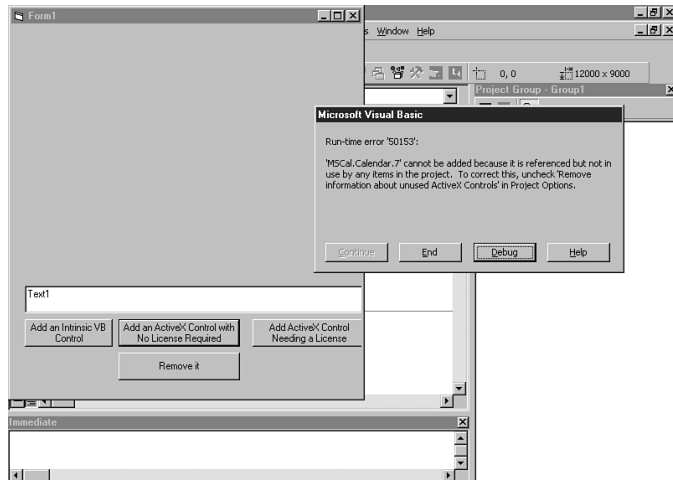 Form1
s Window Help
0, 0
12000 x 9000
Project Group - Group1
Microsoft Visual Basic
Run-time error '50153':
'MSCal.Calendar.7' cannot be added because it is referenced but not in
use by any items in the project. To correct this, uncheck 'Remove
information about unused ActiveX Controls' in Project Options.
Continue
End
Debug
Help
Text1
Add an Intrinsic VB
Control
Add an ActiveX Control with
No License Required
Add ActiveX Control
Needing a License
Remove it
Immediate